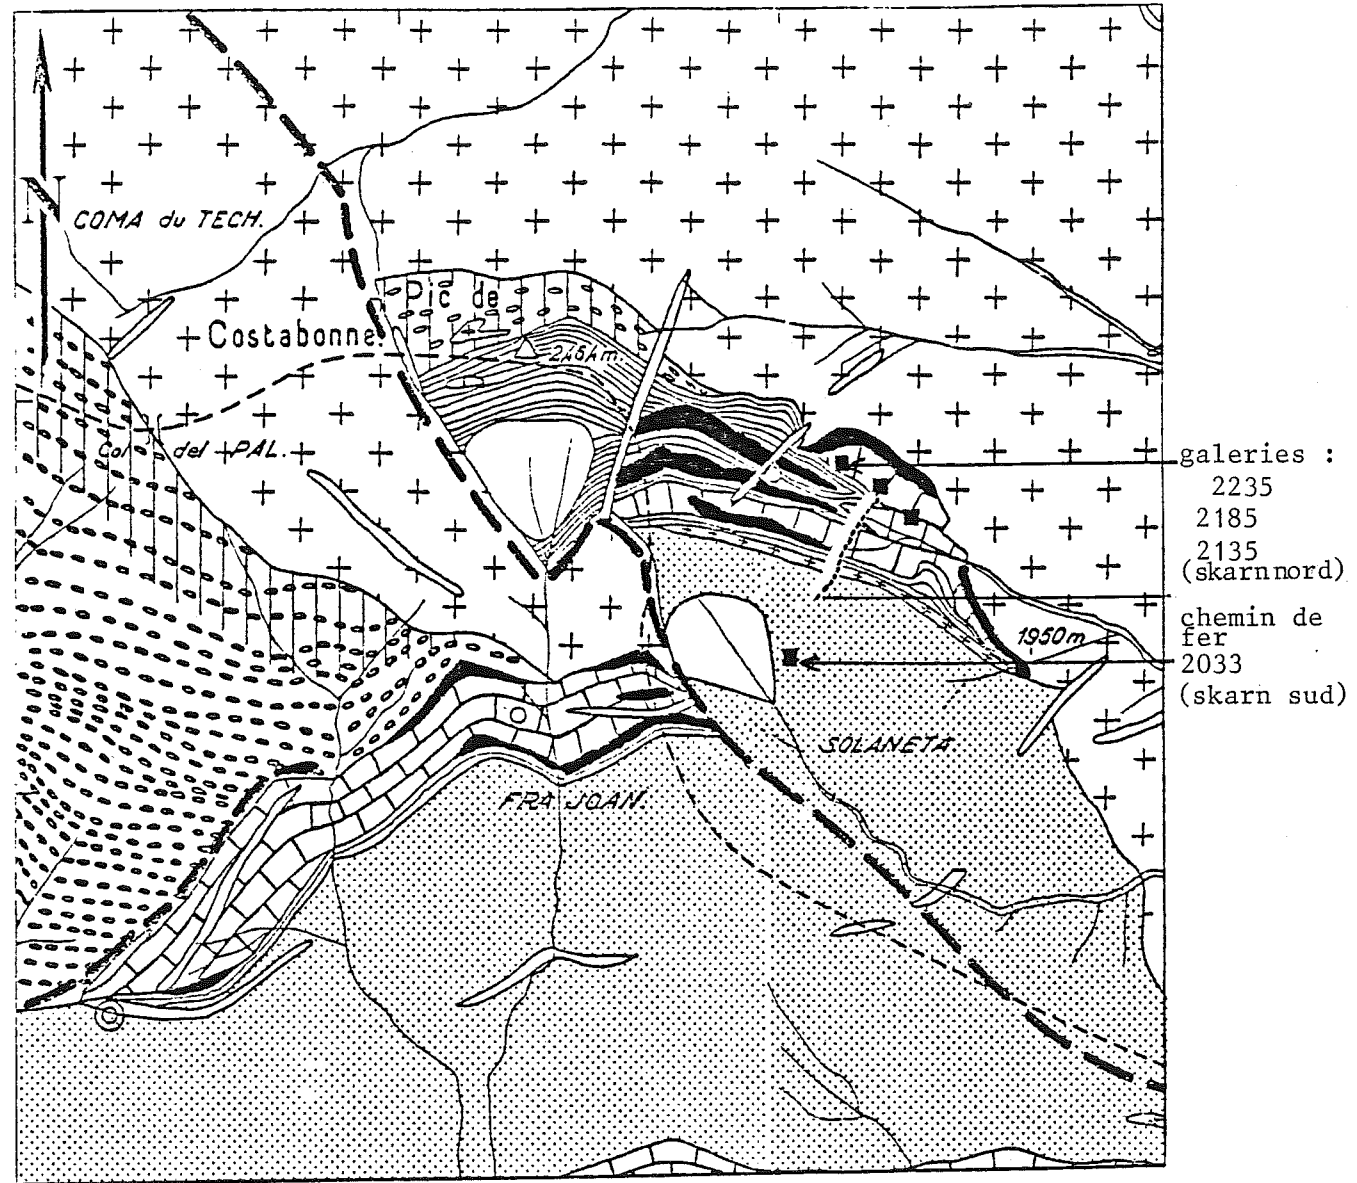 COMA du TECH.
Pic de
Costabonne
2464m.
Col del PAL.
galeries :
2235
2185
2135
(skarn nord)
chemin de
fer
2033
(skarn sud)
1950m
SOLANETA
FRA JOAN.